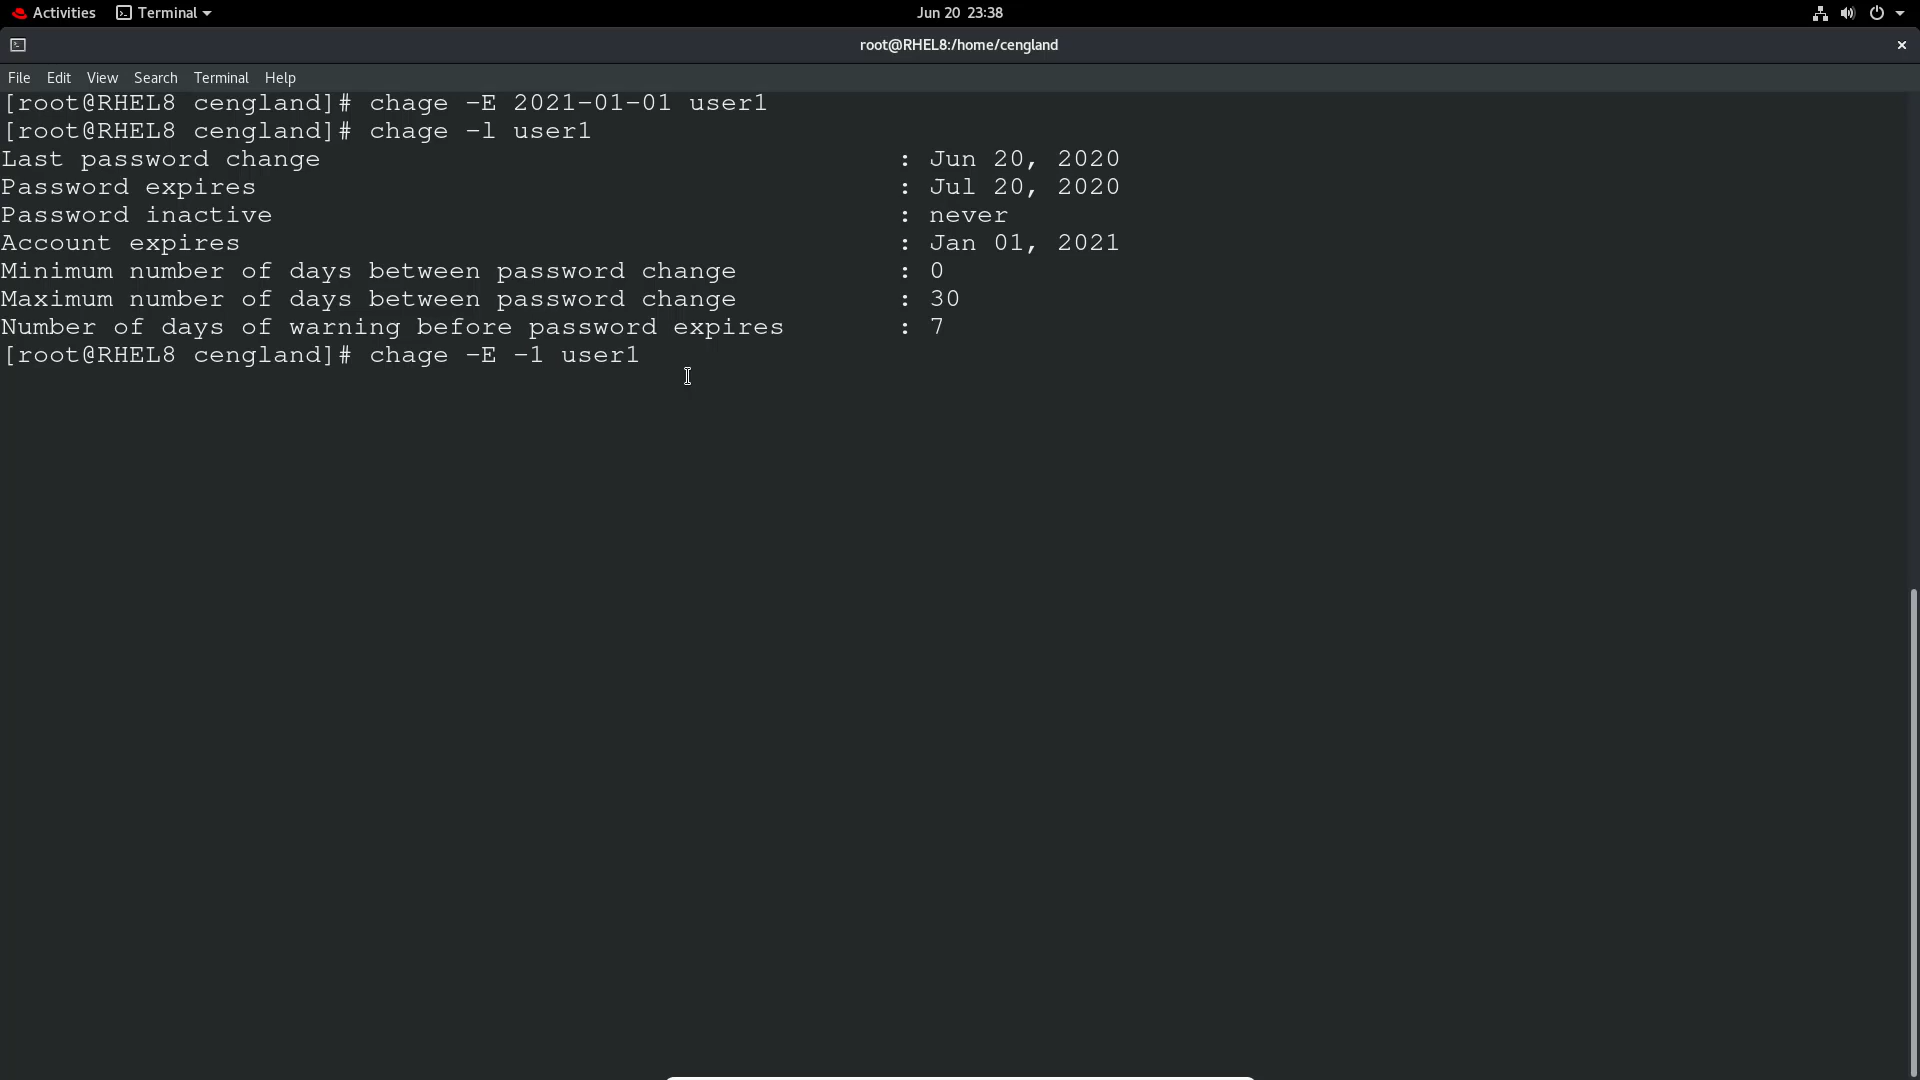 Activities Terminal Jun 20 23:38
root@RHEL8:/home/cengland
File Edit View Search Terminal Help
[root@RHEL8 cengland]# chage -E 2021-01-01 user1
[root@RHEL8 cengland]# chage -l user1
Last password change : Jun 20, 2020
Password expires : Jul 20, 2020
Password inactive : never
Account expires : Jan 01, 2021
Minimum number of days between password change : 0
Maximum number of days between password change : 30
Number of days of warning before password expires : 7
[root@RHEL8 cengland]# chage -E -1 user1